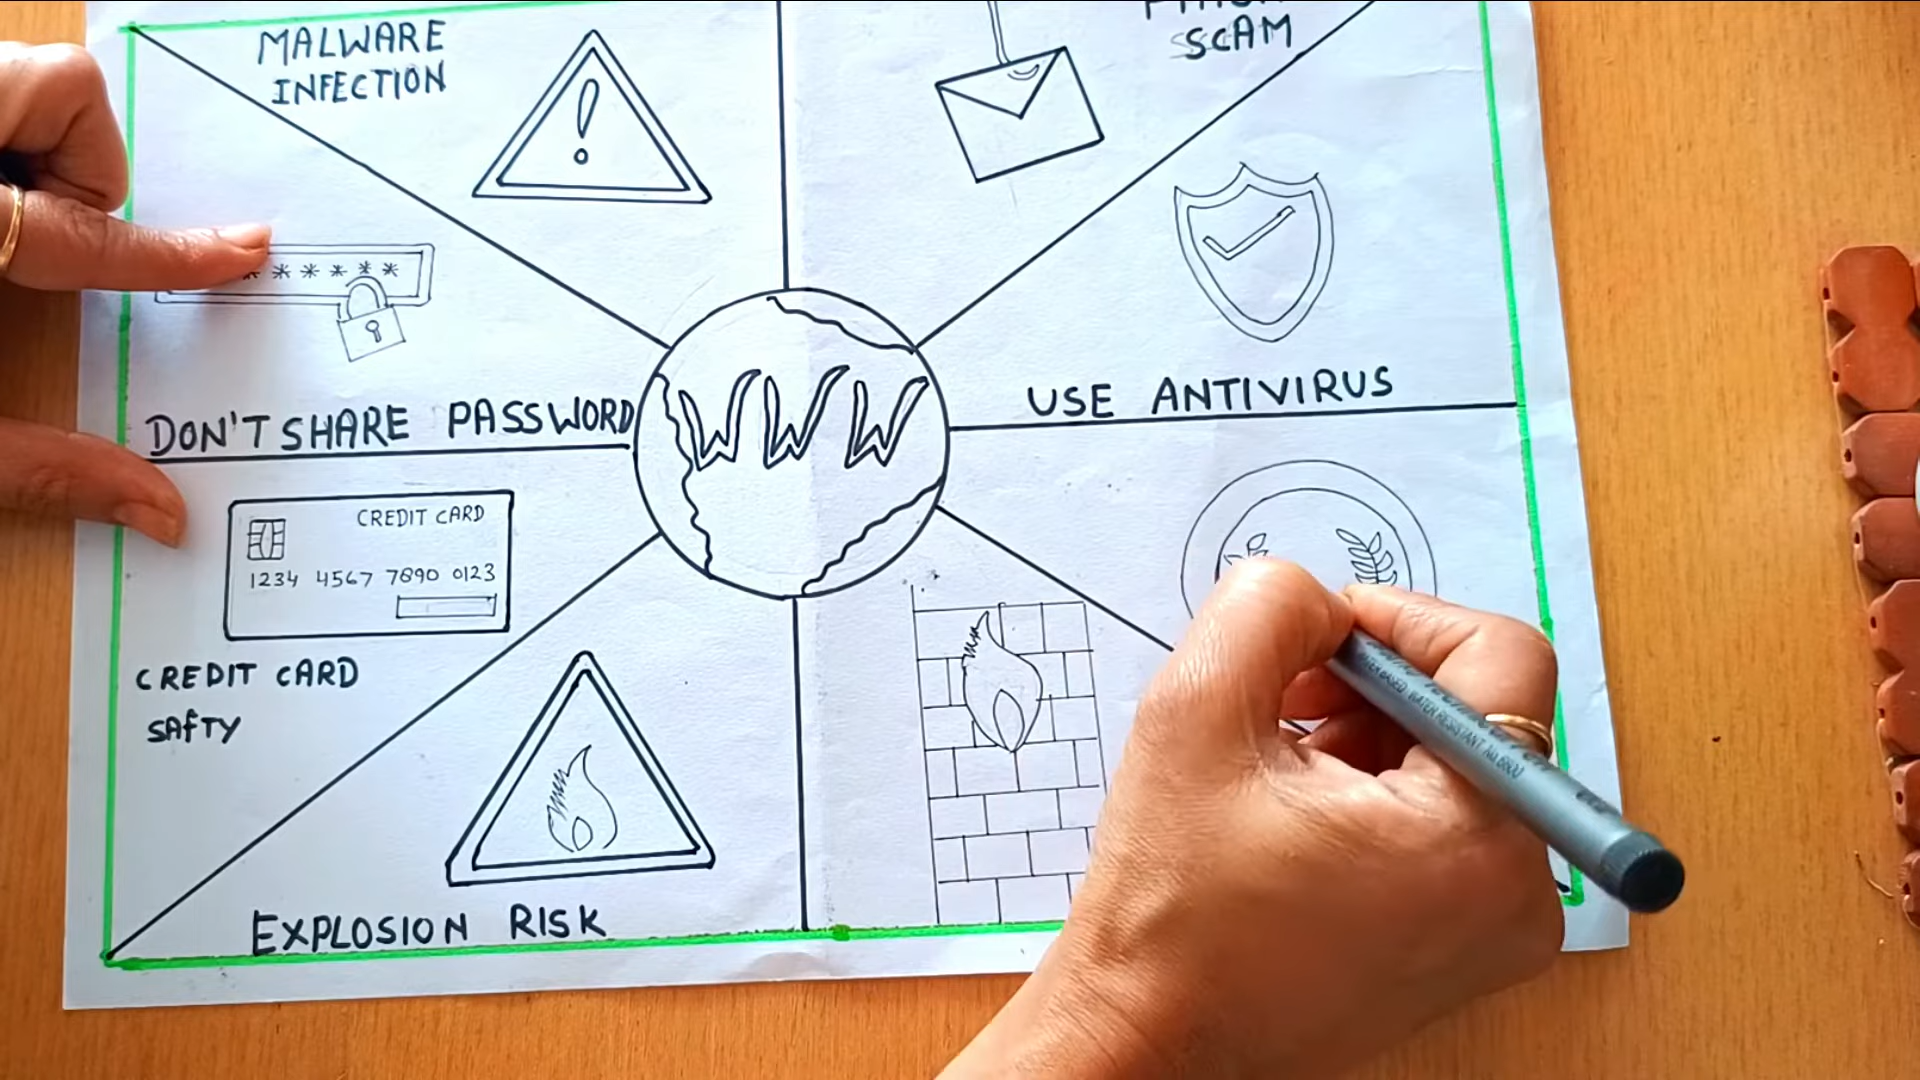 MALWARE
INFECTION
SCAM
* * * * * *
DON'T SHARE PASSWORD
WWW
USE ANTIVIRUS
CREDIT CARD
1234 4567 7890 0123
CREDIT CARD
SAfTY
EXPLOSION RISK